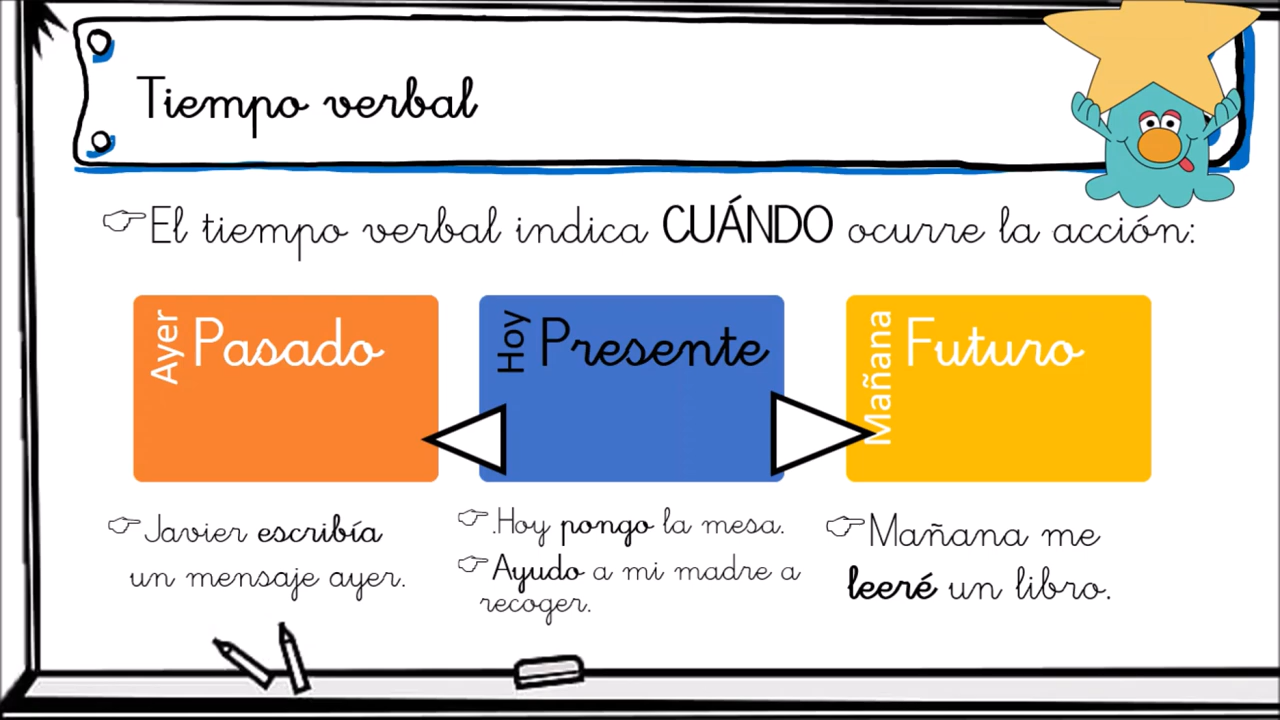 Tiempo verbal
El tiempo verbal indica CUÁNDO ocurre la acción:
Ayer
Pasado
Hoy
Presente
Mañana
Futuro
Javier escribía
un mensaje ayer.
.Hoy pongo la mesa.
Ayudo a mi madre a
recoger.
Mañana me
leeré un libro.